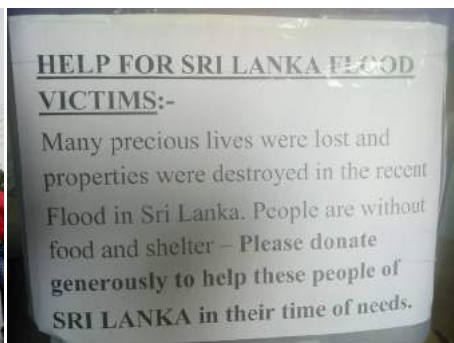 HELP FOR SRI LANKA FLOOD
VICTIMS:-
Many precious lives were lost and
properties were destroyed in the recent
Flood in Sri Lanka. People are without
food and shelter – Please donate
generously to help these people of
SRI LANKA in their time of needs.